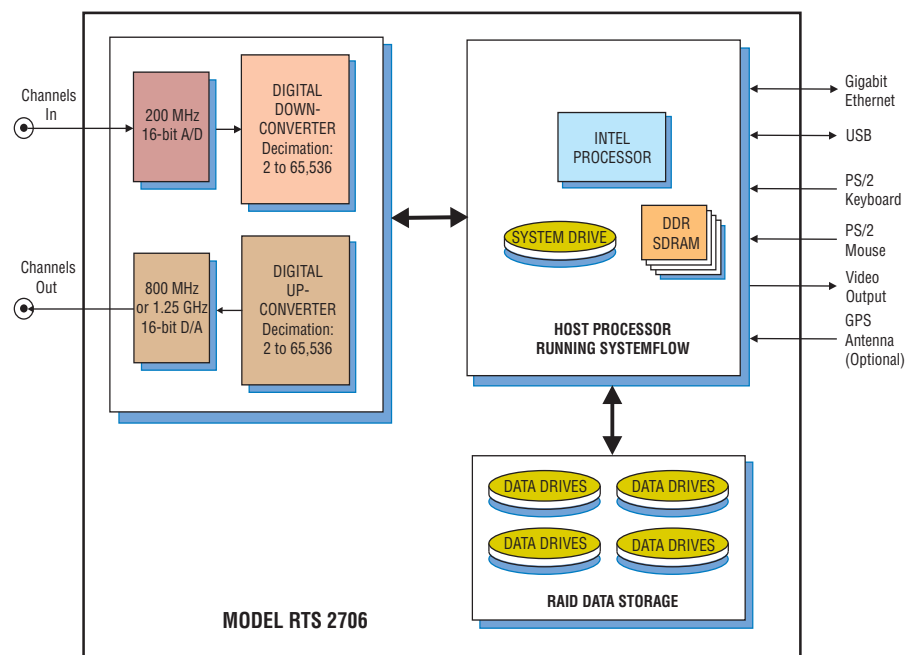 Channels
In
200 MHz
16-bit A/D
DIGITAL
DOWN-
CONVERTER
Decimation:
2 to 65,536
Channels
Out
800 MHz
or 1.25 GHz
16-bit D/A
DIGITAL
UP-
CONVERTER
Decimation:
2 to 65,536
INTEL
PROCESSOR
SYSTEM DRIVE
DDR
SDRAM
HOST PROCESSOR
RUNNING SYSTEMFLOW
Gigabit
Ethernet
USB
PS/2
Keyboard
PS/2
Mouse
Video
Output
GPS
Antenna
(Optional)
DATA DRIVES
DATA DRIVES
DATA DRIVES
DATA DRIVES
RAID DATA STORAGE
MODEL RTS 2706